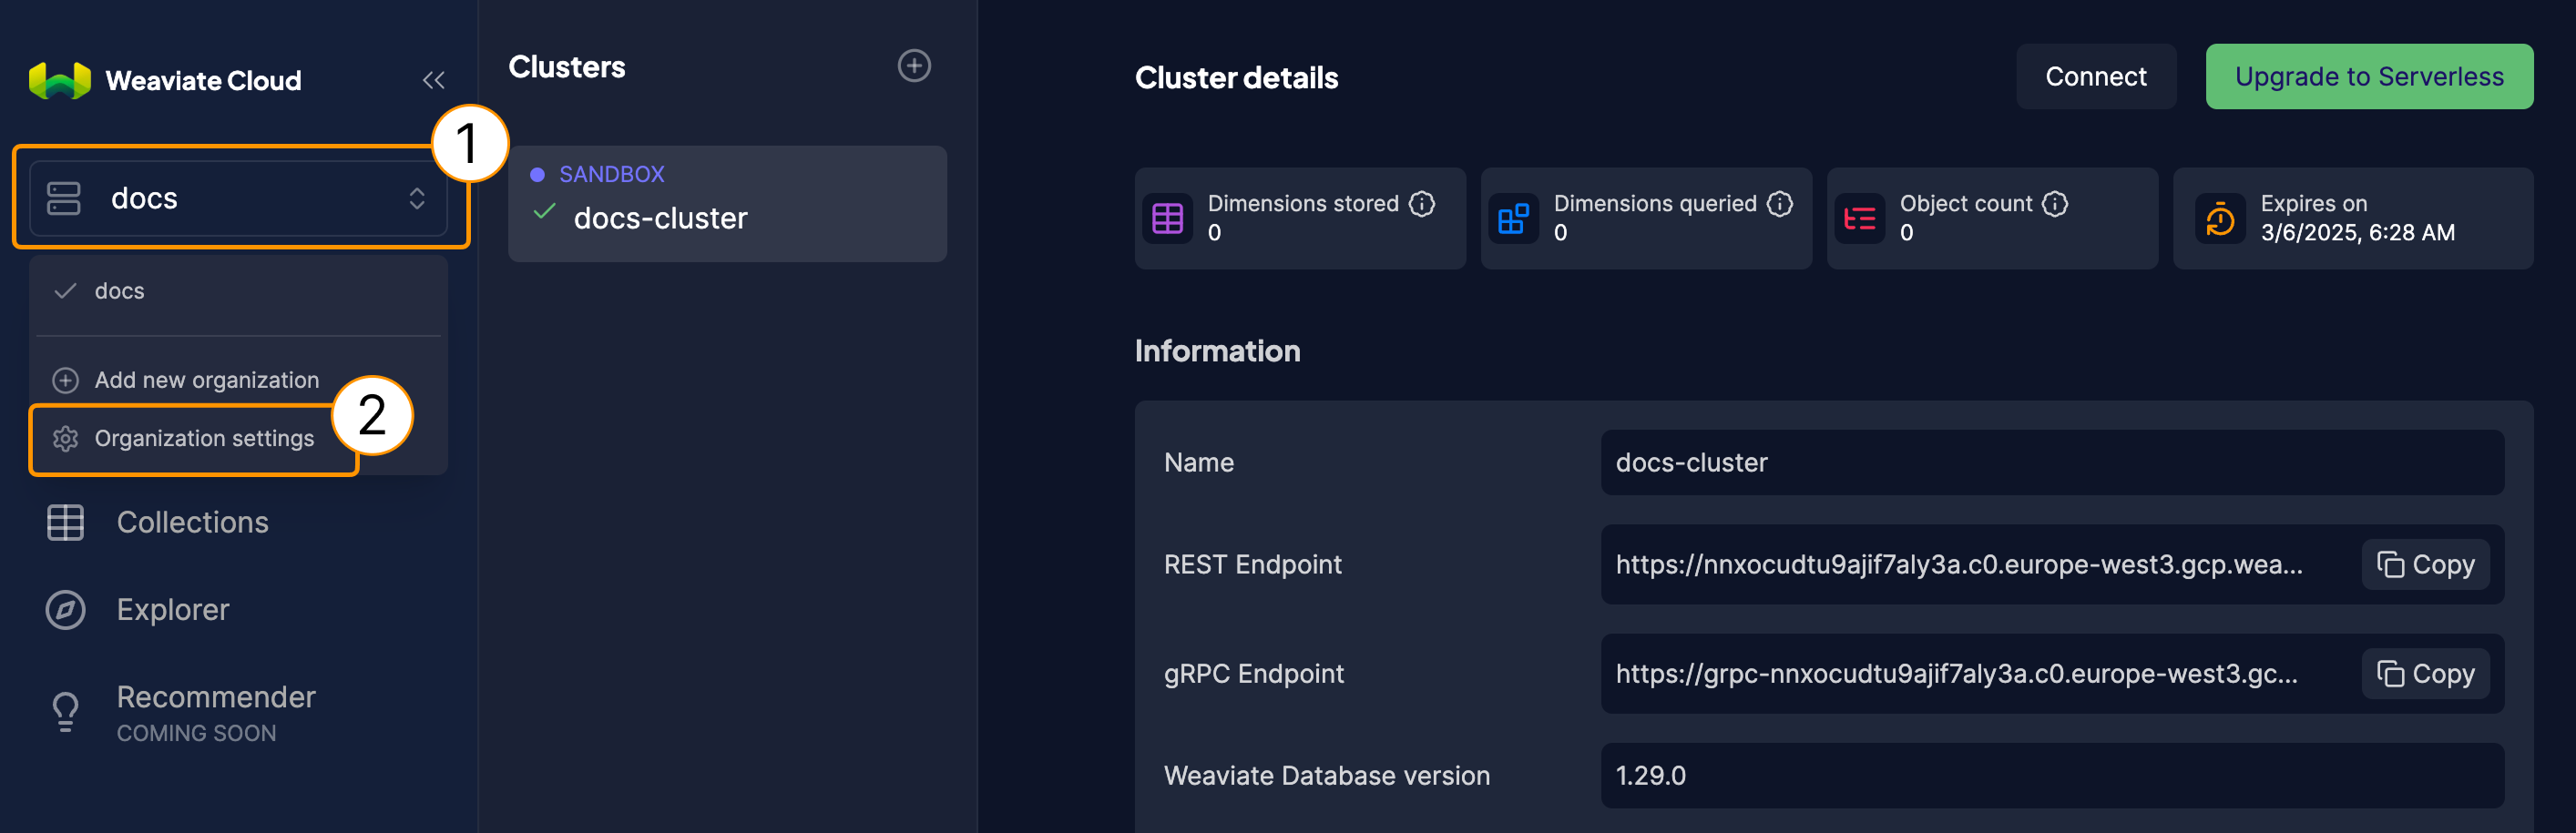 Weaviate Cloud
1
docs
docs
Add new organization
2
Organization settings
Collections
Explorer
Recommender
COMING SOON
Clusters
SANDBOX
docs-cluster
Cluster details
Connect
Upgrade to Serverless
Dimensions stored
0
Dimensions queried
0
Object count
0
Expires on
3/6/2025, 6:28 AM
Information
Name
docs-cluster
REST Endpoint
https://nnxocudtu9ajif7aly3a.c0.europe-west3.gcp.wea...
Copy
gRPC Endpoint
https://grpc-nnxocudtu9ajif7aly3a.c0.europe-west3.gc...
Copy
Weaviate Database version
1.29.0